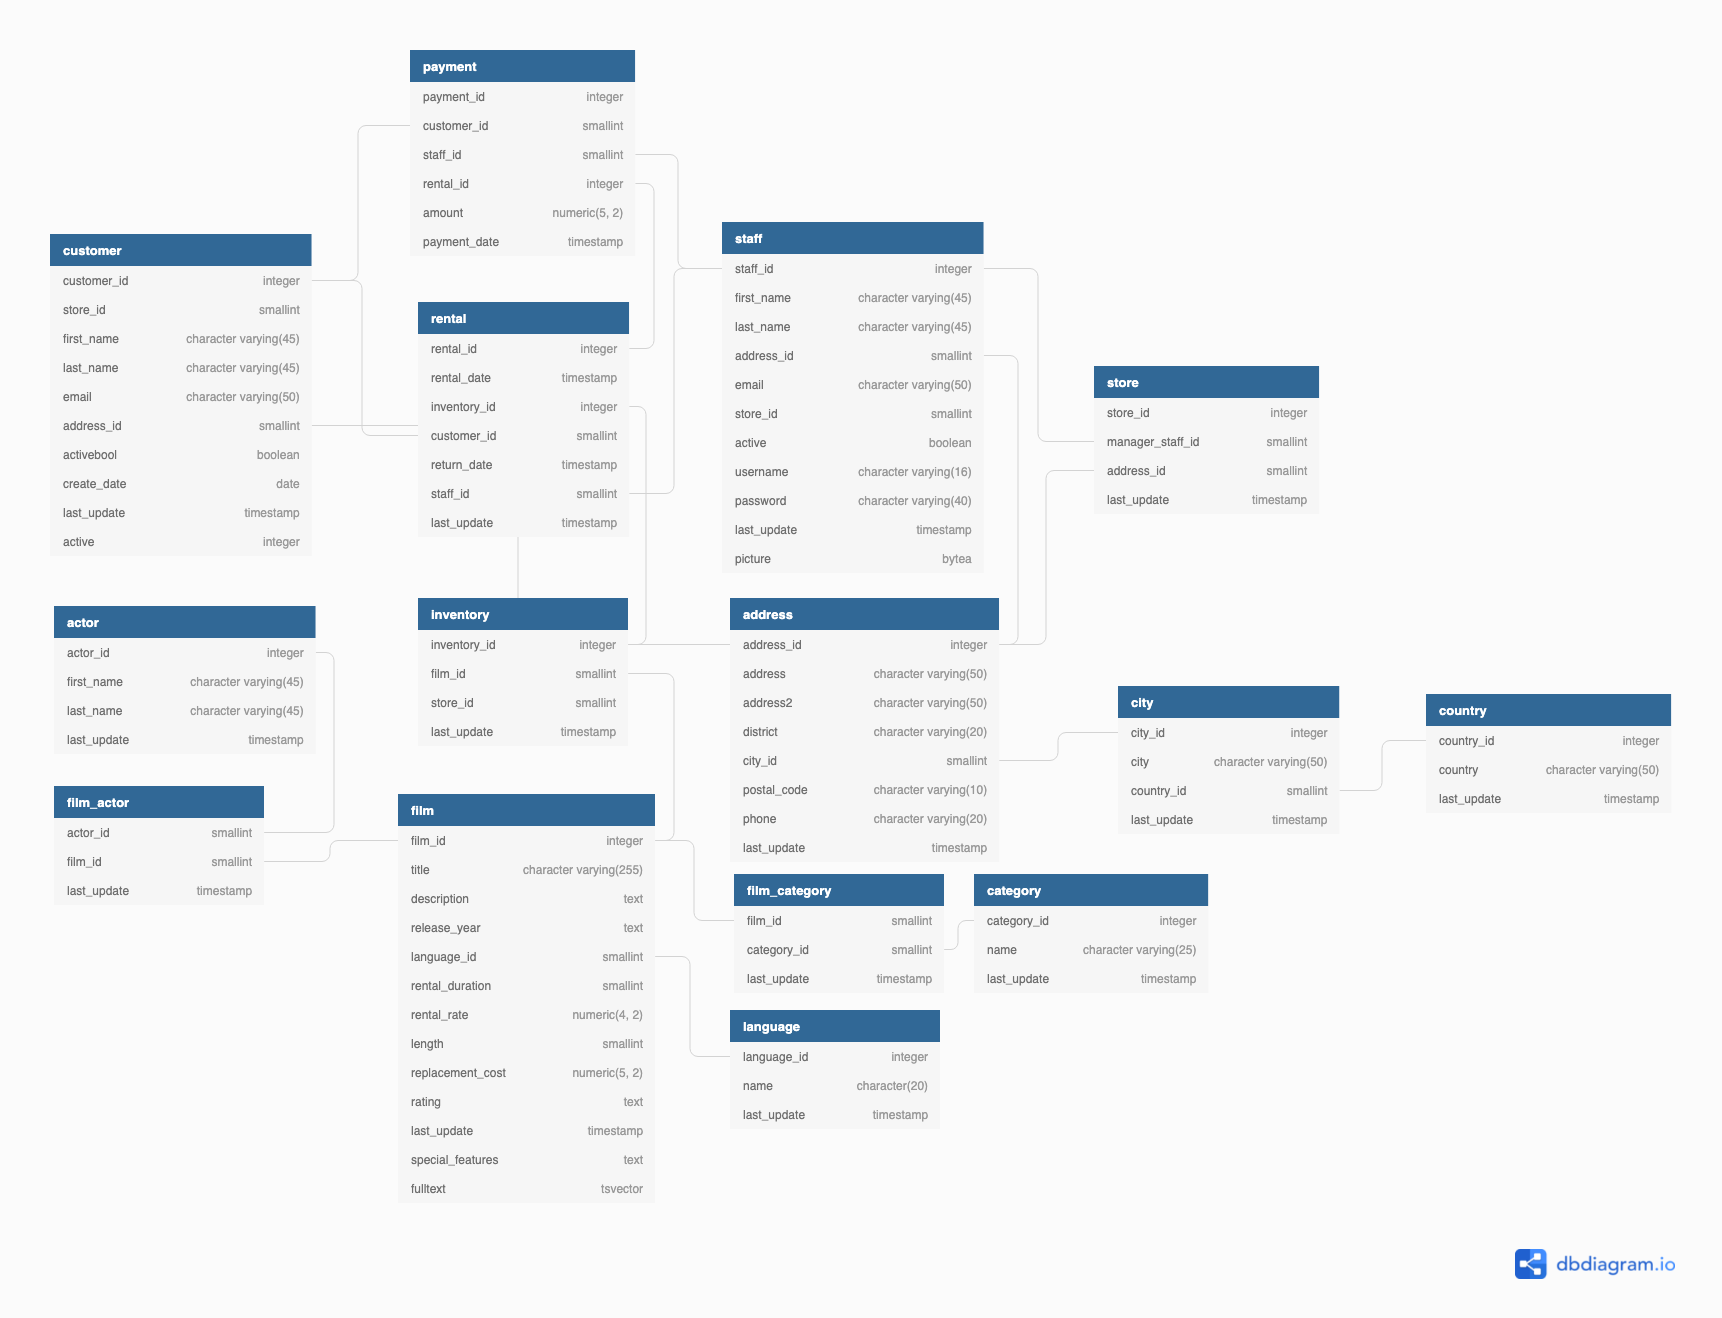 payment
payment_id integer
customer_id smallint
staff_id smallint
rental_id integer
amount numeric(5, 2)
payment_date timestamp
customer
customer_id integer
store_id smallint
first_name character varying(45)
last_name character varying(45)
email character varying(50)
address_id smallint
activebool boolean
create_date date
last_update timestamp
active integer
rental
rental_id integer
rental_date timestamp
inventory_id integer
customer_id smallint
return_date timestamp
staff_id smallint
last_update timestamp
staff
staff_id integer
first_name character varying(45)
last_name character varying(45)
address_id smallint
email character varying(50)
store_id smallint
active boolean
username character varying(16)
password character varying(40)
last_update timestamp
picture bytea
store
store_id integer
manager_staff_id smallint
address_id smallint
last_update timestamp
actor
actor_id integer
first_name character varying(45)
last_name character varying(45)
last_update timestamp
inventory
inventory_id integer
film_id smallint
store_id smallint
last_update timestamp
address
address_id integer
address character varying(50)
address2 character varying(50)
district character varying(20)
city_id smallint
postal_code character varying(10)
phone character varying(20)
last_update timestamp
city
city_id integer
city character varying(50)
country_id smallint
last_update timestamp
country
country_id integer
country character varying(50)
last_update timestamp
film_actor
actor_id smallint
film_id smallint
last_update timestamp
film
film_id integer
title character varying(255)
description text
release_year text
language_id smallint
rental_duration smallint
rental_rate numeric(4, 2)
length smallint
replacement_cost numeric(5, 2)
rating text
last_update timestamp
special_features text
fulltext tsvector
film_category
film_id smallint
category_id smallint
last_update timestamp
category
category_id integer
name character varying(25)
last_update timestamp
language
language_id integer
name character(20)
last_update timestamp
dbdiagram.io